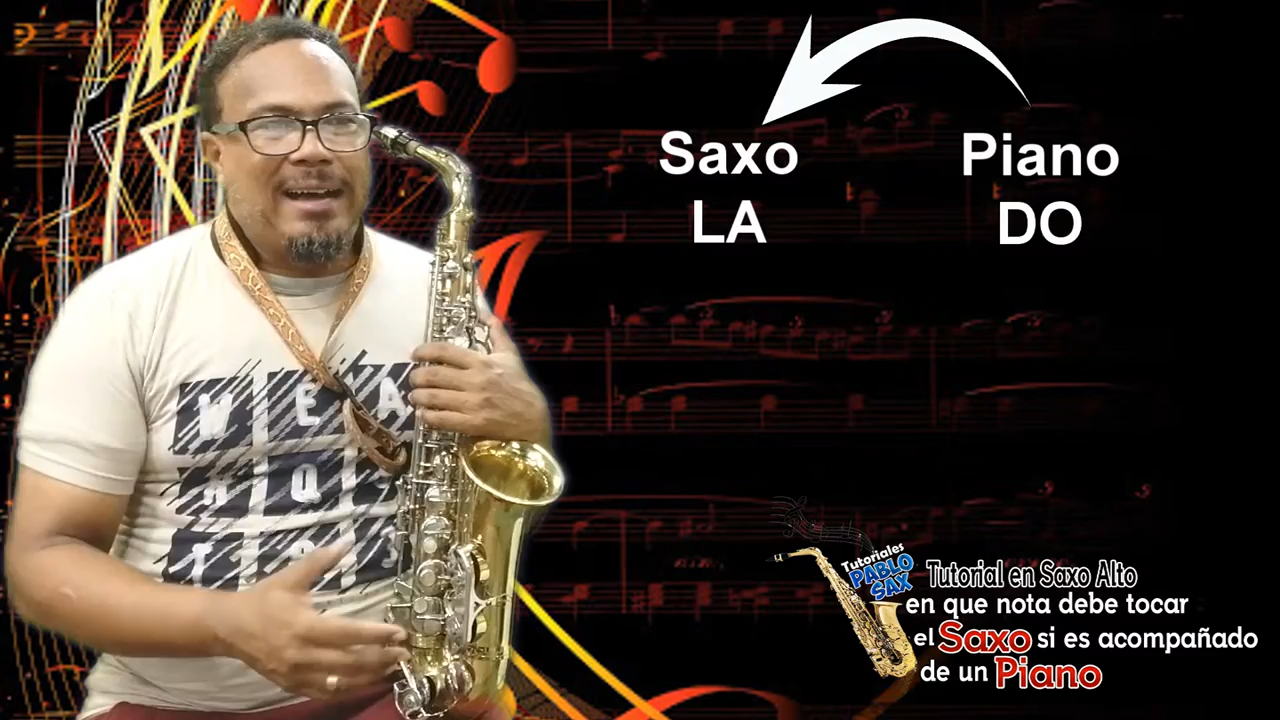 Saxo
Piano
LA
DO
W E A
Q
Tutoriales
PABLO
SAX
Tutorial en Saxo Alto
en que nota debe tocar
el Saxo si es acompañado
de un Piano